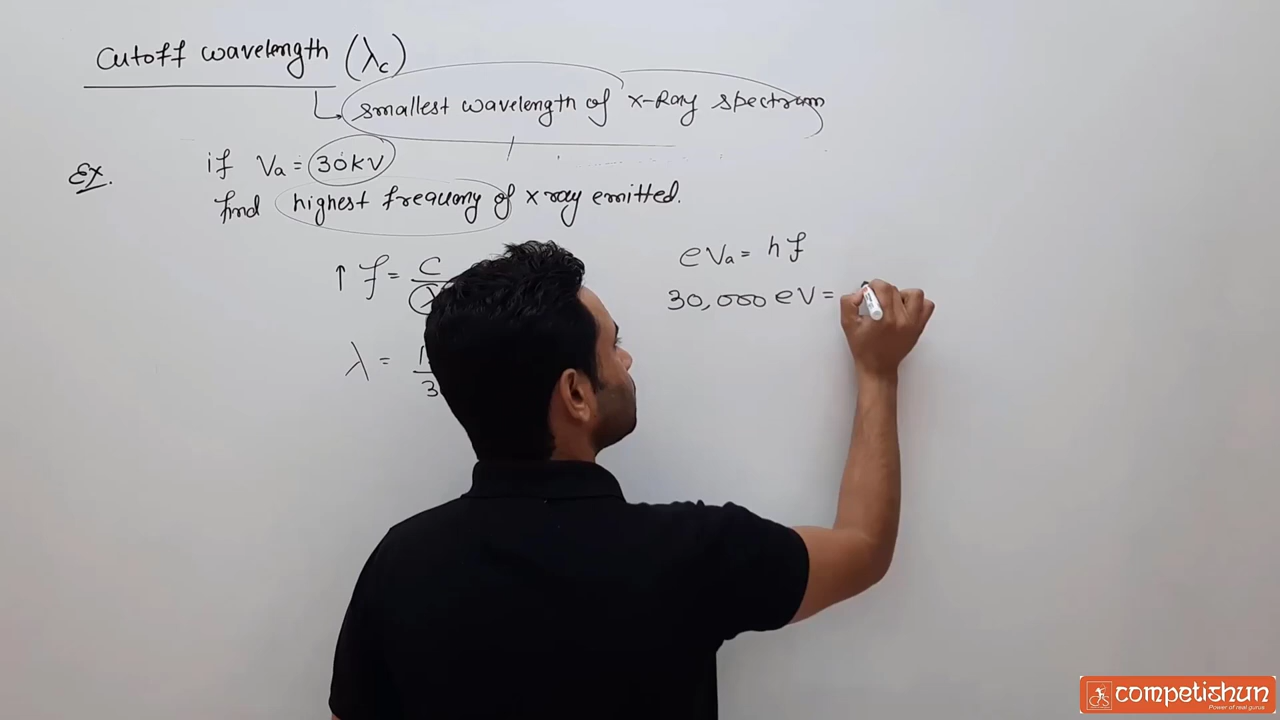 Cutoff wavelength (λc)
smallest wavelength of x-Ray spectrum
Ex. if Va = 30KV
find highest frequency of x ray emitted.
↑ f = C
eVa = hf
30,000 eV =
λ =
3
competishun
Power of real gurus